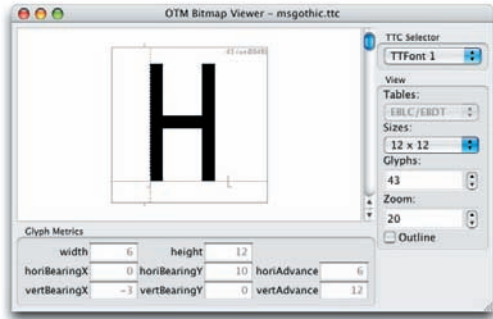 OTM Bitmap Viewer – msgothic.ttc
H
TTC Selector
TTFont 1
View
Tables:
EBLC/EBDT
Sizes:
12 x 12
Glyphs:
43
Zoom:
20
Outline
Glyph Metrics
width 6 height 12
horiBearingX 0 horiBearingY 10 horiAdvance 6
vertBearingX -3 vertBearingY 0 vertAdvance 12